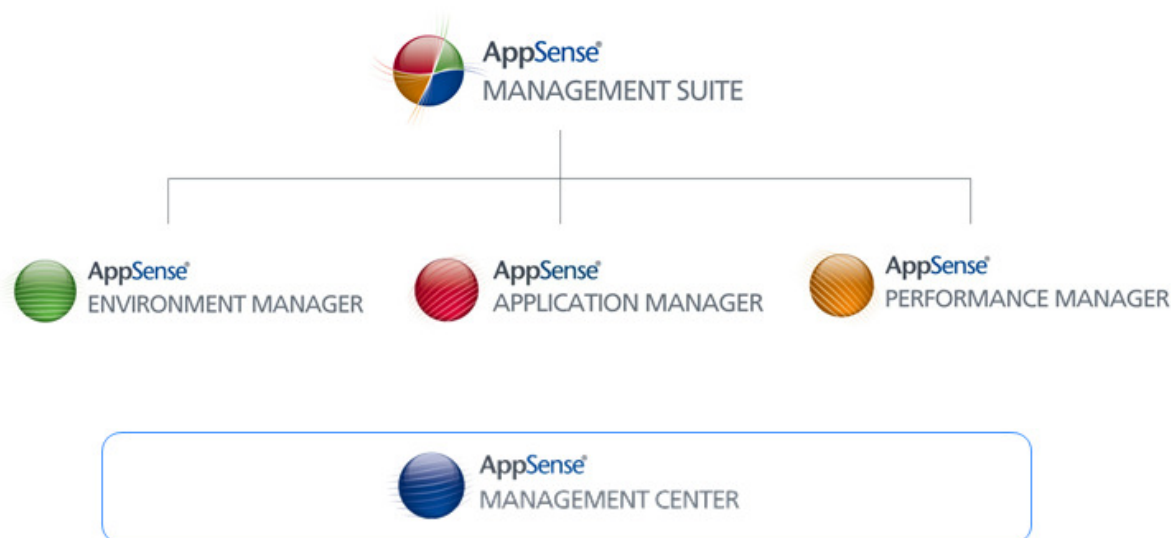 AppSense®
MANAGEMENT SUITE
AppSense®
ENVIRONMENT MANAGER
AppSense®
APPLICATION MANAGER
AppSense®
PERFORMANCE MANAGER
AppSense®
MANAGEMENT CENTER